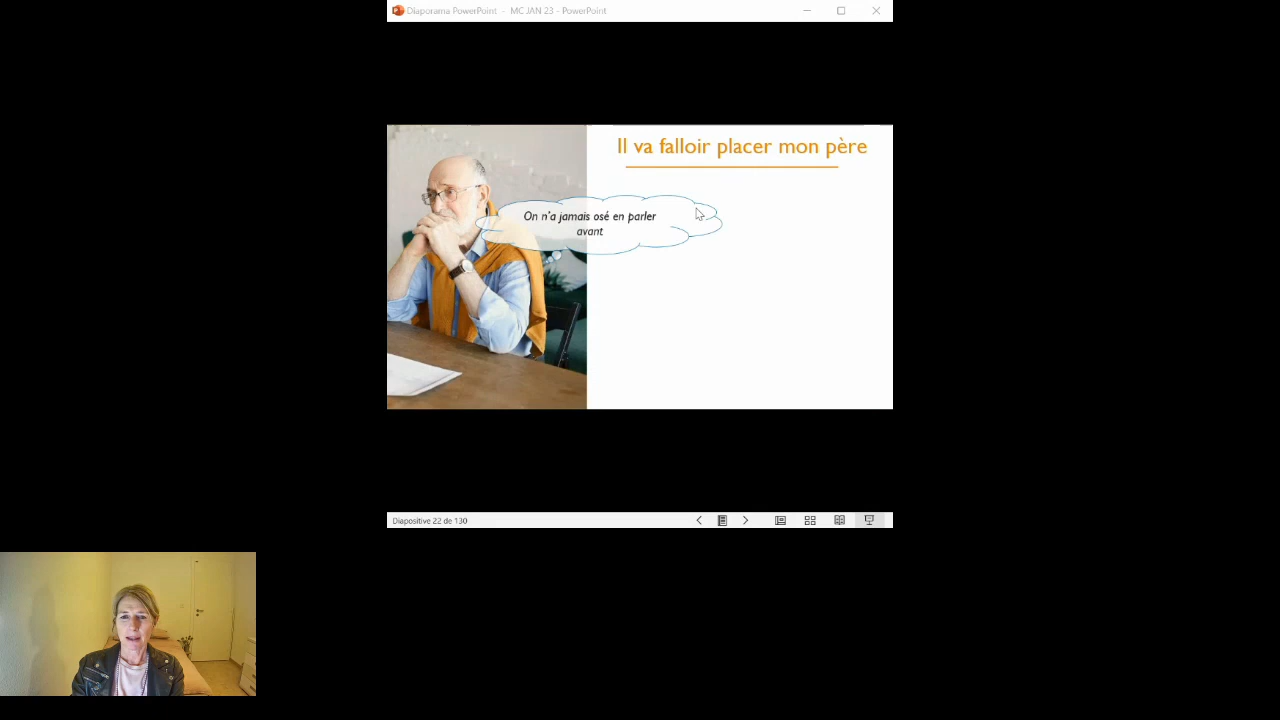 Diaporama PowerPoint - MC JAN 23 - PowerPoint
Il va falloir placer mon père
On n'a jamais osé en parler
avant
Diapositive 22 de 130